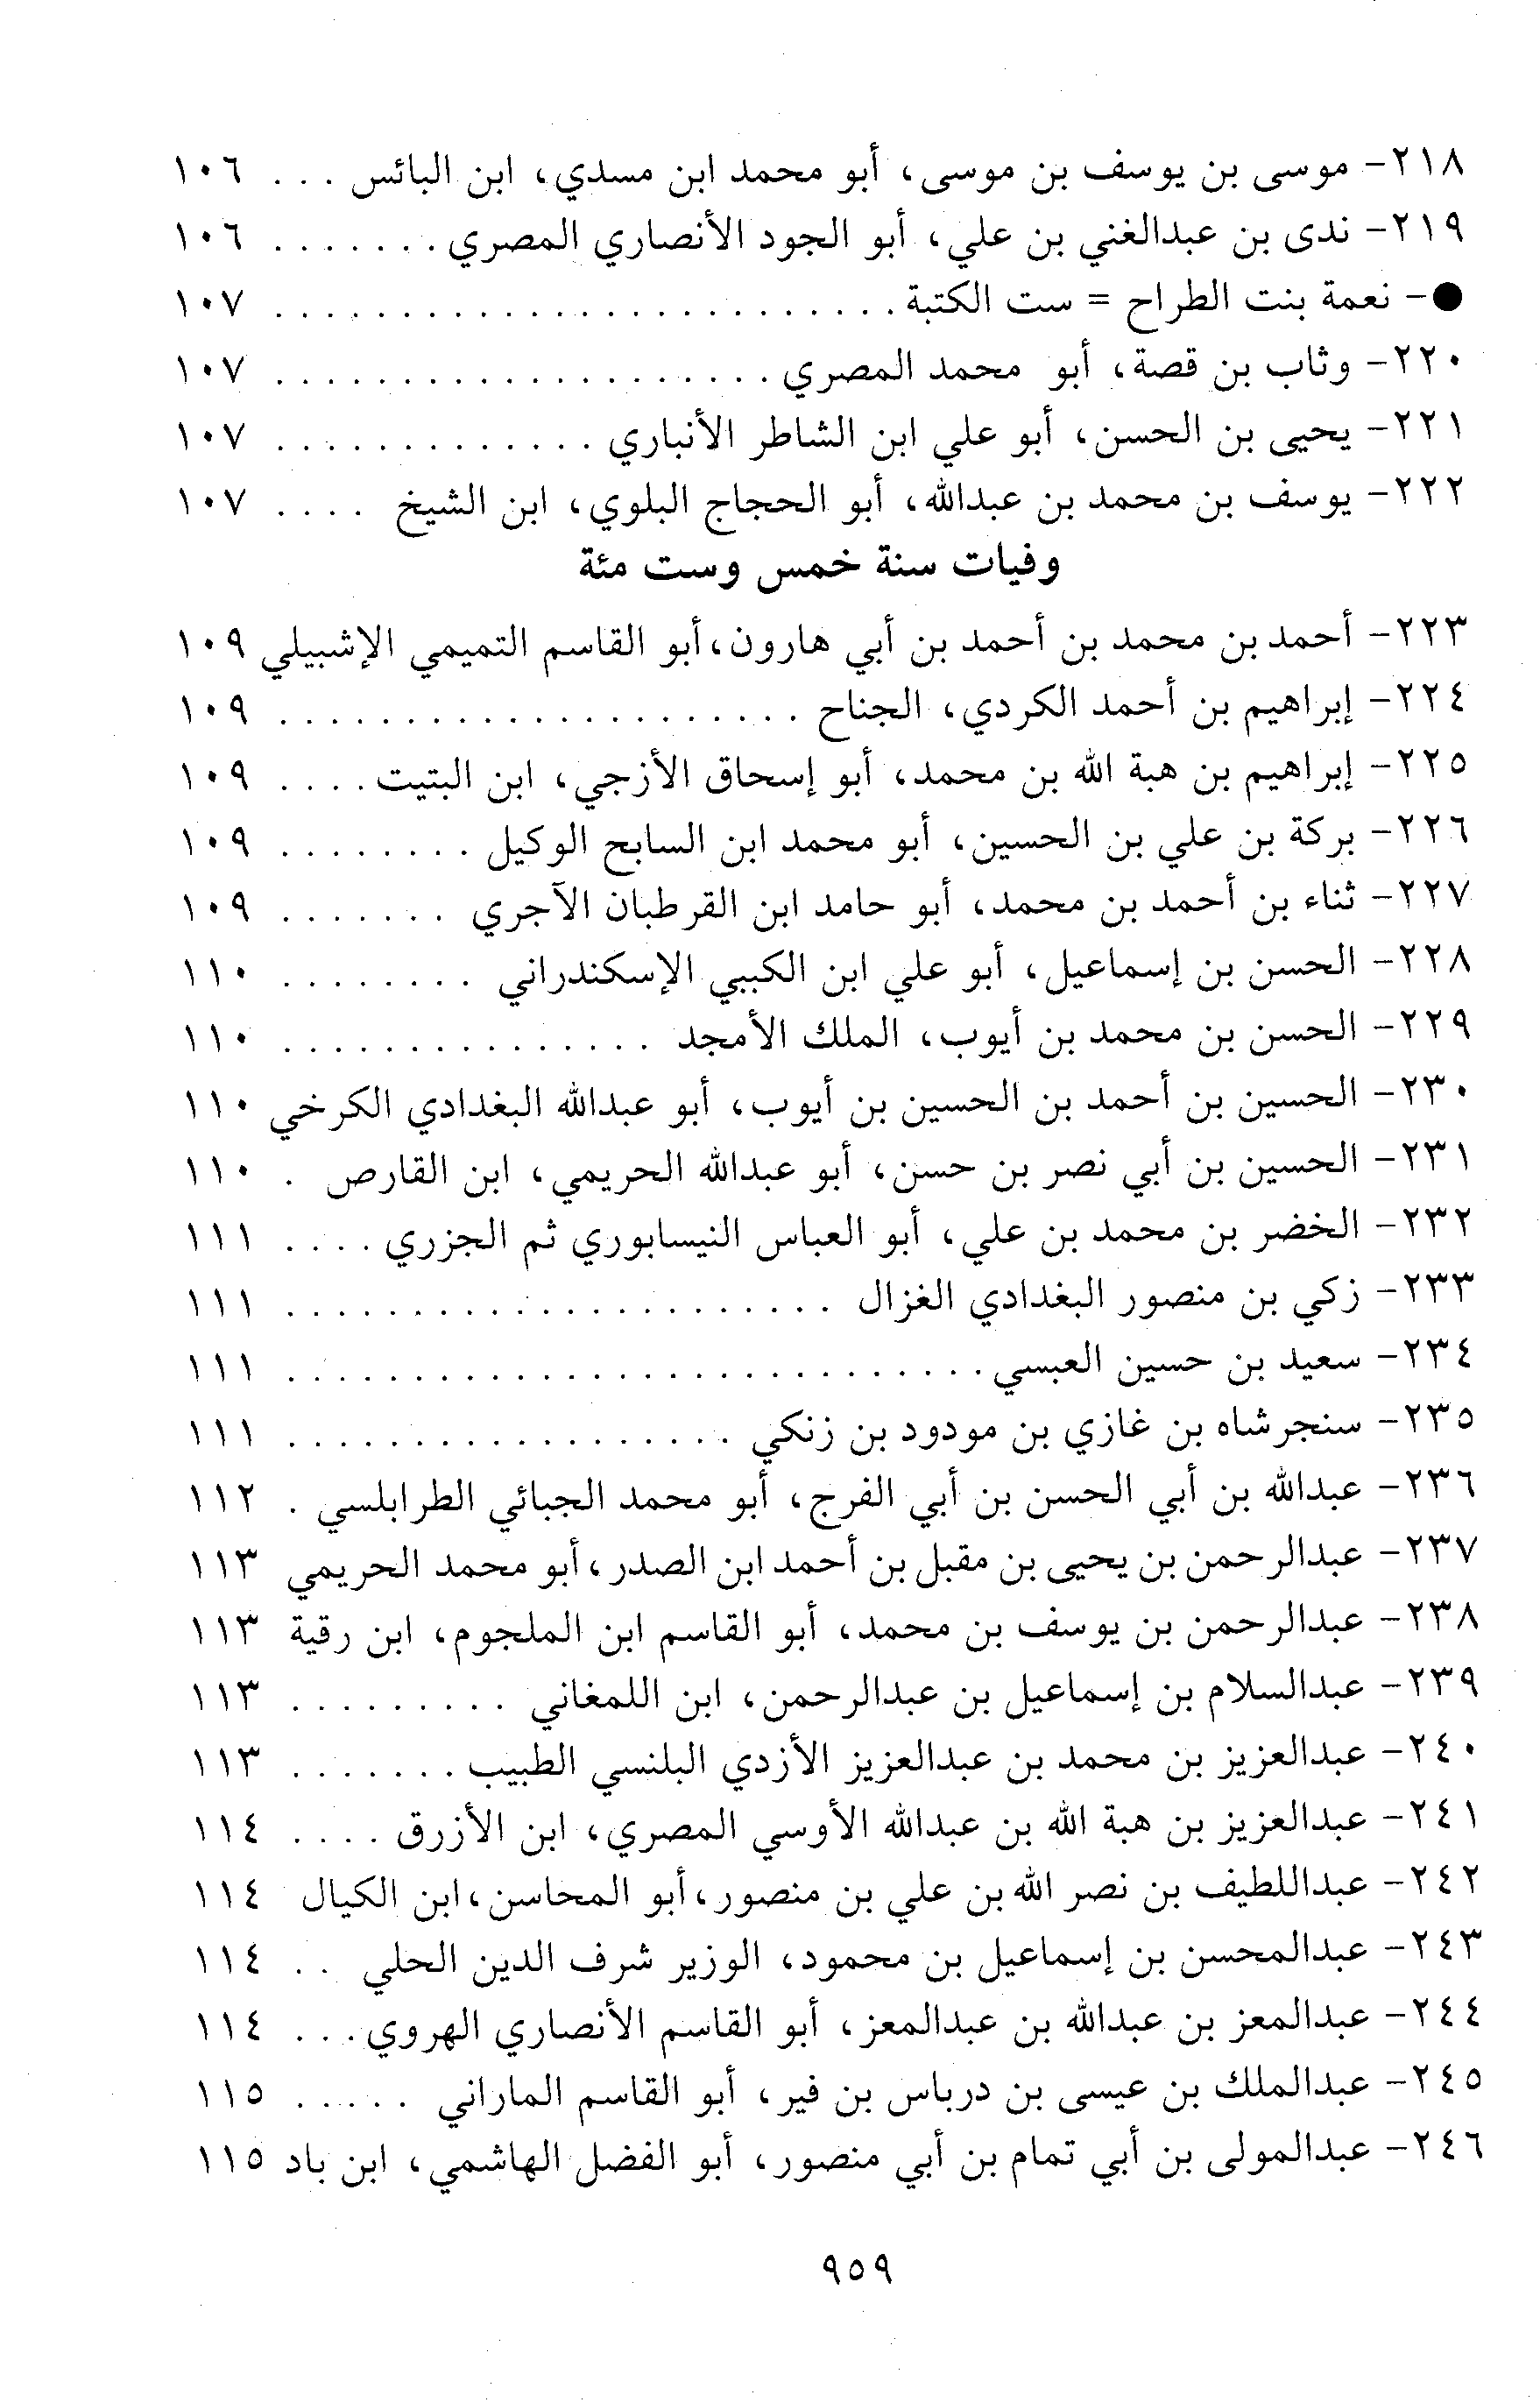 ٢١٨- موسى بن يوسف بن موسى، أبو محمد ابن مسدي، ابن البائس . . . ١٠٦
٢١٩- ندى بن عبدالغني بن علي، أبو الجود الأنصاري المصري . . . . . . . ١٠٦
●- نعمة بنت الطراح = ست الكتبة . . . . . . . . . . . . . . . . . . . . . . . . . ١٠٧
٢٢٠- وثاب بن قصة، أبو محمد المصري . . . . . . . . . . . . . . . . . . . . ١٠٧
٢٢١- يحيى بن الحسن، أبو علي ابن الشاطر الأنباري . . . . . . . . . . . . . ١٠٧
٢٢٢- يوسف بن محمد بن عبدالله، أبو الحجاج البلوي، ابن الشيخ . . . . ١٠٧
وفيات سنة خمس وست مئة
٢٢٣- أحمد بن محمد بن أحمد بن أبي هارون، أبو القاسم التميمي الإشبيلي ١٠٩
٢٢٤- إبراهيم بن أحمد الكردي، الجناح . . . . . . . . . . . . . . . . . . . . . ١٠٩
٢٢٥- إبراهيم بن هبة الله بن محمد، أبو إسحاق الأزجي، ابن البتيت . . . . ١٠٩
٢٢٦- بركة بن علي بن الحسين، أبو محمد ابن السابح الوكيل . . . . . . . . ١٠٩
٢٢٧- ثناء بن أحمد بن محمد، أبو حامد ابن القرطبان الآجري . . . . . . . ١٠٩
٢٢٨- الحسن بن إسماعيل، أبو علي ابن الكببي الإسكندراني . . . . . . . . ١١٠
٢٢٩- الحسن بن محمد بن أيوب، الملك الأمجد . . . . . . . . . . . . . . . ١١٠
٢٣٠- الحسين بن أحمد بن الحسين بن أيوب، أبو عبدالله البغدادي الكرخي ١١٠
٢٣١- الحسين بن أبي نصر بن حسن، أبو عبدالله الحريمي، ابن القارص . ١١٠
٢٣٢- الخضر بن محمد بن علي، أبو العباس النيسابوري ثم الجزري . . . . ١١١
٢٣٣- زكي بن منصور البغدادي الغزال . . . . . . . . . . . . . . . . . . . . . . ١١١
٢٣٤- سعيد بن حسين العبسي . . . . . . . . . . . . . . . . . . . . . . . . . . . . ١١١
٢٣٥- سنجرشاه بن غازي بن مودود بن زنكي . . . . . . . . . . . . . . . . . . ١١١
٢٣٦- عبدالله بن أبي الحسن بن أبي الفرج، أبو محمد الجبائي الطرابلسي . ١١٢
٢٣٧- عبدالرحمن بن يحيى بن مقبل بن أحمد ابن الصدر، أبو محمد الحريمي ١١٣
٢٣٨- عبدالرحمن بن يوسف بن محمد، أبو القاسم ابن الملجوم، ابن رقية ١١٣
٢٣٩- عبدالسلام بن إسماعيل بن عبدالرحمن، ابن اللمغاني . . . . . . . . . ١١٣
٢٤٠- عبدالعزيز بن محمد بن عبدالعزيز الأزدي البلنسي الطبيب . . . . . . . ١١٣
٢٤١- عبدالعزيز بن هبة الله بن عبدالله الأوسي المصري، ابن الأزرق . . . . ١١٤
٢٤٢- عبداللطيف بن نصر الله بن علي بن منصور، أبو المحاسن، ابن الكيال ١١٤
٢٤٣- عبدالمحسن بن إسماعيل بن محمود، الوزير شرف الدين الحلي . . ١١٤
٢٤٤- عبدالمعز بن عبدالله بن عبدالمعز، أبو القاسم الأنصاري الهروي . . . ١١٤
٢٤٥- عبدالملك بن عيسى بن درباس بن فير، أبو القاسم الماراني . . . . . ١١٥
٢٤٦- عبدالمولى بن أبي تمام بن أبي منصور، أبو الفضل الهاشمي، ابن باد ١١٥
٩٥٩